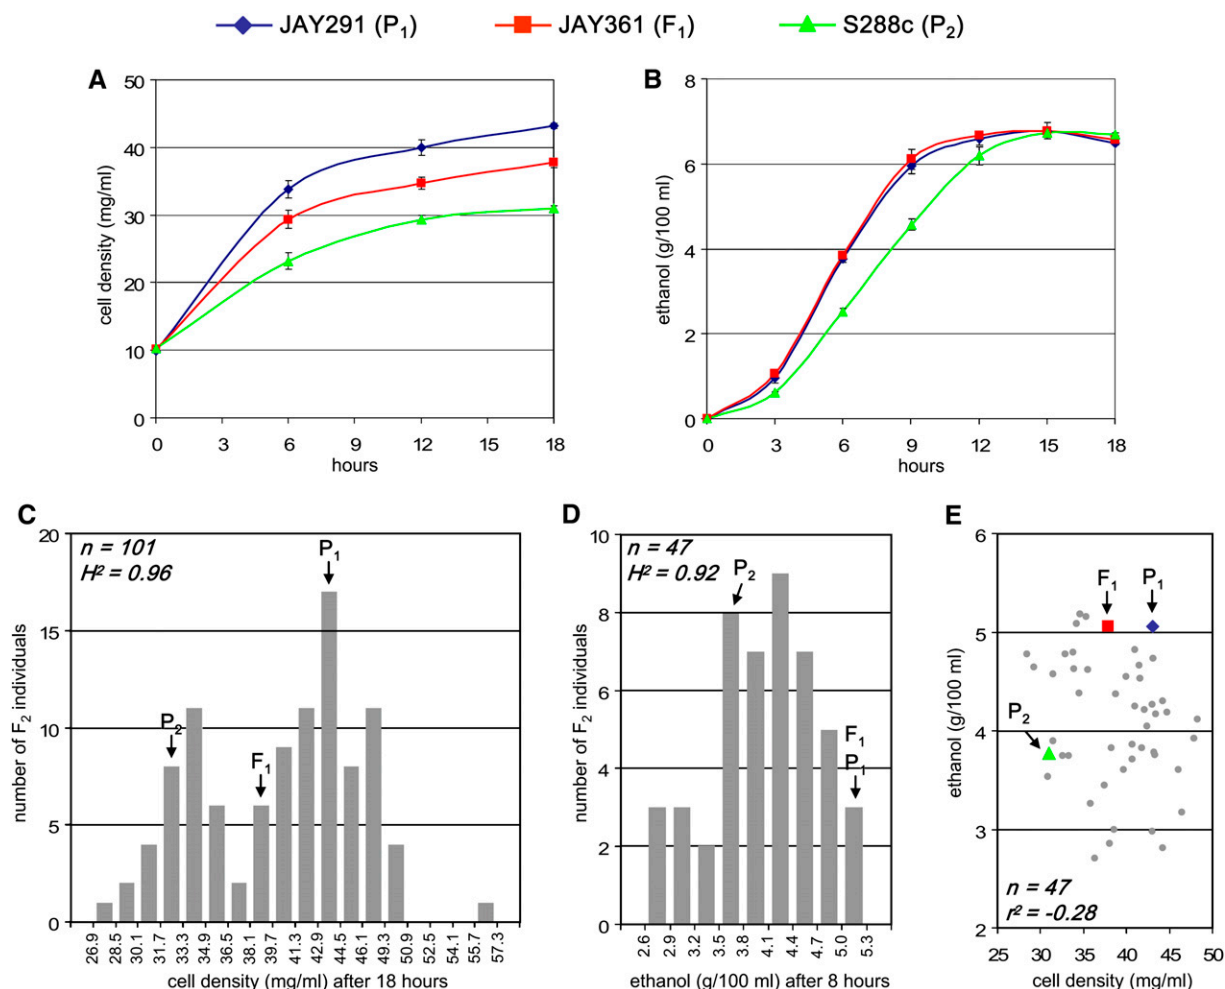 JAY291 (P1) JAY361 (F1) S288c (P2)
A
50
40
30
20
10
0
cell density (mg/ml)
0 3 6 9 12 15 18
hours
B
8
6
4
2
0
ethanol (g/100 ml)
0 3 6 9 12 15 18
hours
C
20
15
10
5
0
number of F2 individuals
n = 101
H² = 0.96
P1
P2
F1
26.9 28.5 30.1 31.7 33.3 34.9 36.5 38.1 39.7 41.3 42.9 44.5 46.1 47.7 49.3 50.9 52.5 54.1 55.7 57.3
cell density (mg/ml) after 18 hours
D
10
8
6
4
2
0
number of F2 individuals
n = 47
H² = 0.92
P2
F1
P1
2.6 2.9 3.2 3.5 3.8 4.1 4.4 4.7 5.0 5.3
ethanol (g/100 ml) after 8 hours
E
6
5
4
3
2
ethanol (g/100 ml)
F1 P1
P2
n = 47
r² = -0.28
25 30 35 40 45 50
cell density (mg/ml)